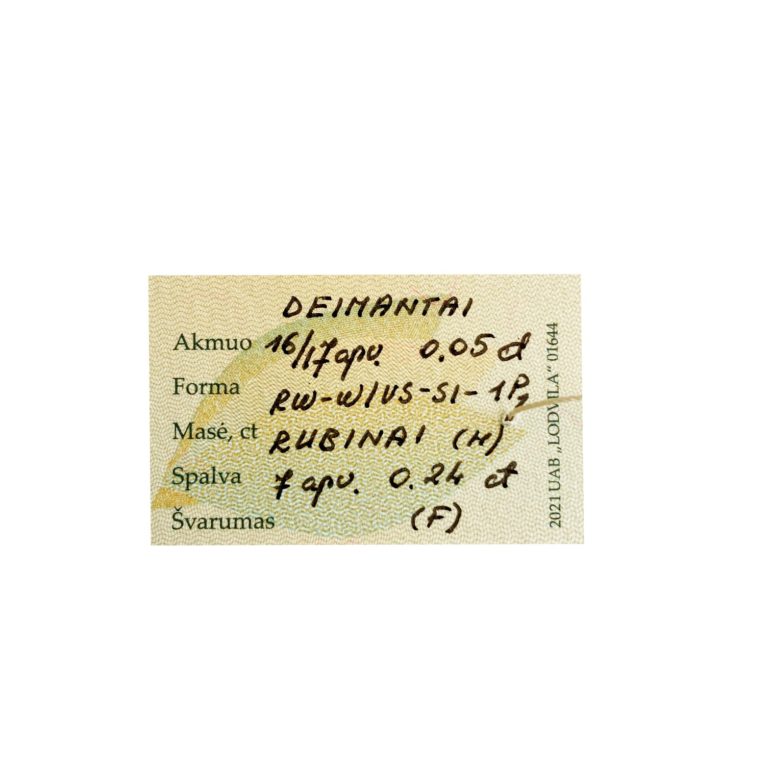 DEIMANTAI
Akmuo 16/17 apv. 0.05 ct
Forma RW-W/VS-SI-1P1
Masė, ct RUBINAI (H)
Spalva 7 apv. 0.24 ct
Švarumas (F)
2021 UAB „LODVILA“ 01644